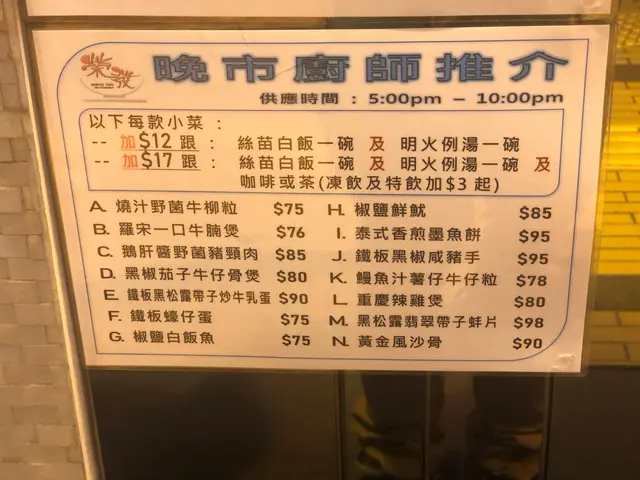 榮發
晚市廚師推介
供應時間 : 5:00pm – 10:00pm
以下每款小菜 :
-- 加$12 跟 : 絲苗白飯一碗 及 明火例湯一碗
-- 加$17 跟 : 絲苗白飯一碗 及 明火例湯一碗 及
咖啡或茶(凍飲及特飲加$3 起)
A. 燒汁野菌牛柳粒 $75
B. 羅宋一口牛腩煲 $76
C. 鵝肝醬野菌豬頸肉 $85
D. 黑椒茄子牛仔骨煲 $80
E. 鐵板黑松露帶子炒牛乳蛋 $90
F. 鐵板蠔仔蛋 $75
G. 椒鹽白飯魚 $75
H. 椒鹽鮮魷 $85
I. 泰式香煎墨魚餅 $95
J. 鐵板黑椒咸豬手 $95
K. 鰻魚汁薯仔牛仔粒 $78
L. 重慶辣雞煲 $80
M. 黑松露翡翠帶子蚌片 $98
N. 黃金風沙骨 $90